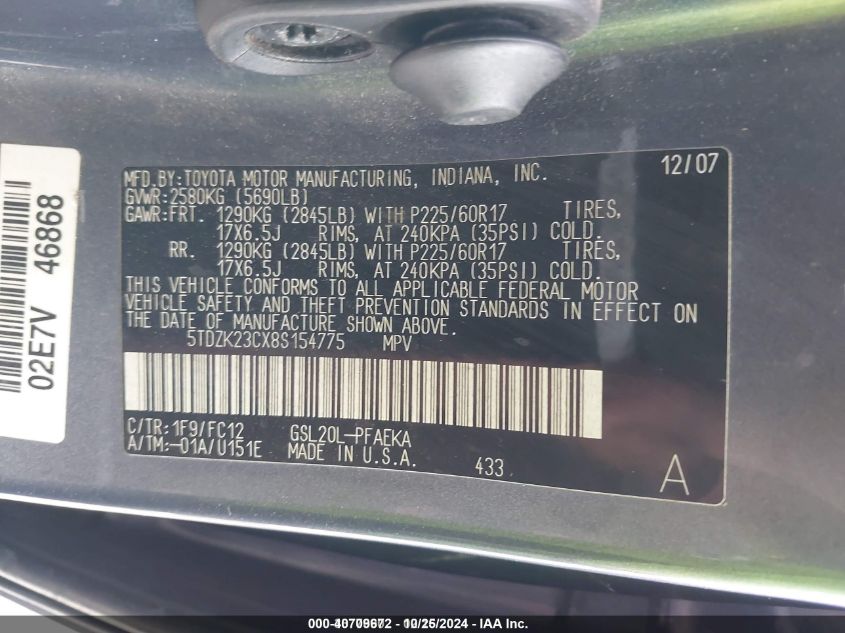 02E7V 46868
12/07
MFD.BY:TOYOTA MOTOR MANUFACTURING, INDIANA, INC.
GVWR:2580KG (5690LB)
GAWR:FRT. 1290KG (2845LB) WITH P225/60R17 TIRES,
17X6.5J RIMS, AT 240KPA (35PSI) COLD.
RR. 1290KG (2845LB) WITH P225/60R17 TIRES,
17X6.5J RIMS, AT 240KPA (35PSI) COLD.
THIS VEHICLE CONFORMS TO ALL APPLICABLE FEDERAL MOTOR
VEHICLE SAFETY AND THEFT PREVENTION STANDARDS IN EFFECT ON
THE DATE OF MANUFACTURE SHOWN ABOVE.
5TDZK23CX8S154775 MPV
C/TR:1F9/FC12 GSL20L-PFAEKA
A/TM:-01A/U151E MADE IN U.S.A. 433
A
- IAA Inc.